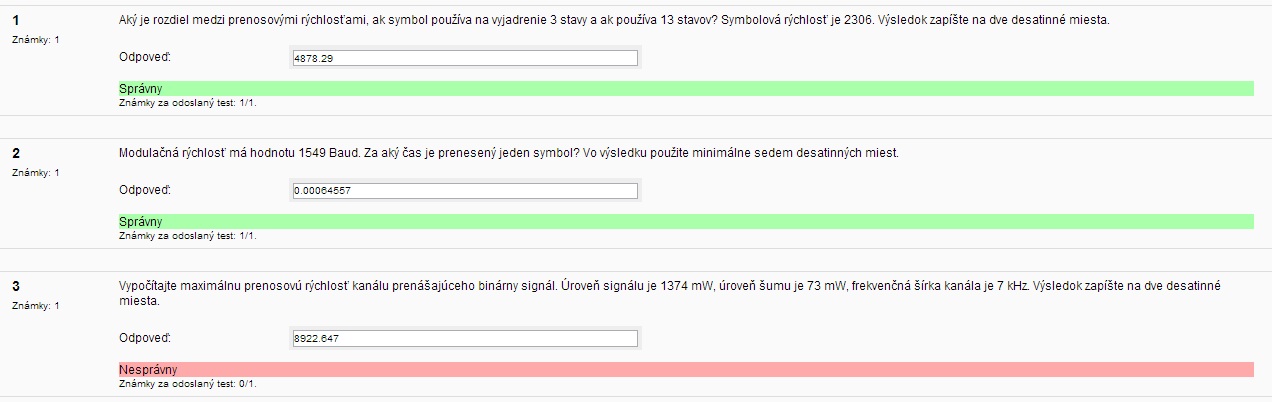 1
Známky: 1
Aký je rozdiel medzi prenosovými rýchlosťami, ak symbol používa na vyjadrenie 3 stavy a ak používa 13 stavov? Symbolová rýchlosť je 2306. Výsledok zapíšte na dve desatinné miesta.
Odpoveď:
4878.29
Správny
Známky za odoslaný test: 1/1.
2
Známky: 1
Modulačná rýchlosť má hodnotu 1549 Baud. Za aký čas je prenesený jeden symbol? Vo výsledku použite minimálne sedem desatinných miest.
Odpoveď:
0.00064557
Správny
Známky za odoslaný test: 1/1.
3
Známky: 1
Vypočítajte maximálnu prenosovú rýchlosť kanálu prenášajúceho binárny signál. Úroveň signálu je 1374 mW, úroveň šumu je 73 mW, frekvenčná šírka kanála je 7 kHz. Výsledok zapíšte na dve desatinné
miesta.
Odpoveď:
8922.647
Nesprávny
Známky za odoslaný test: 0/1.